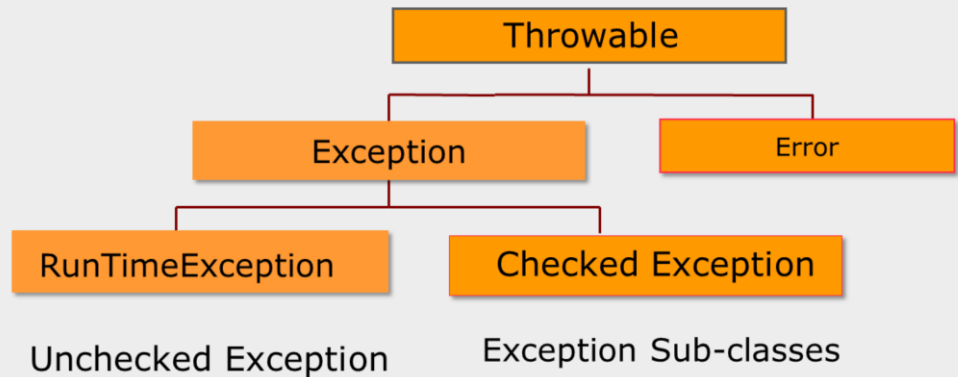 Throwable
Exception
Error
RunTimeException
Checked Exception
Unchecked Exception
Exception Sub-classes